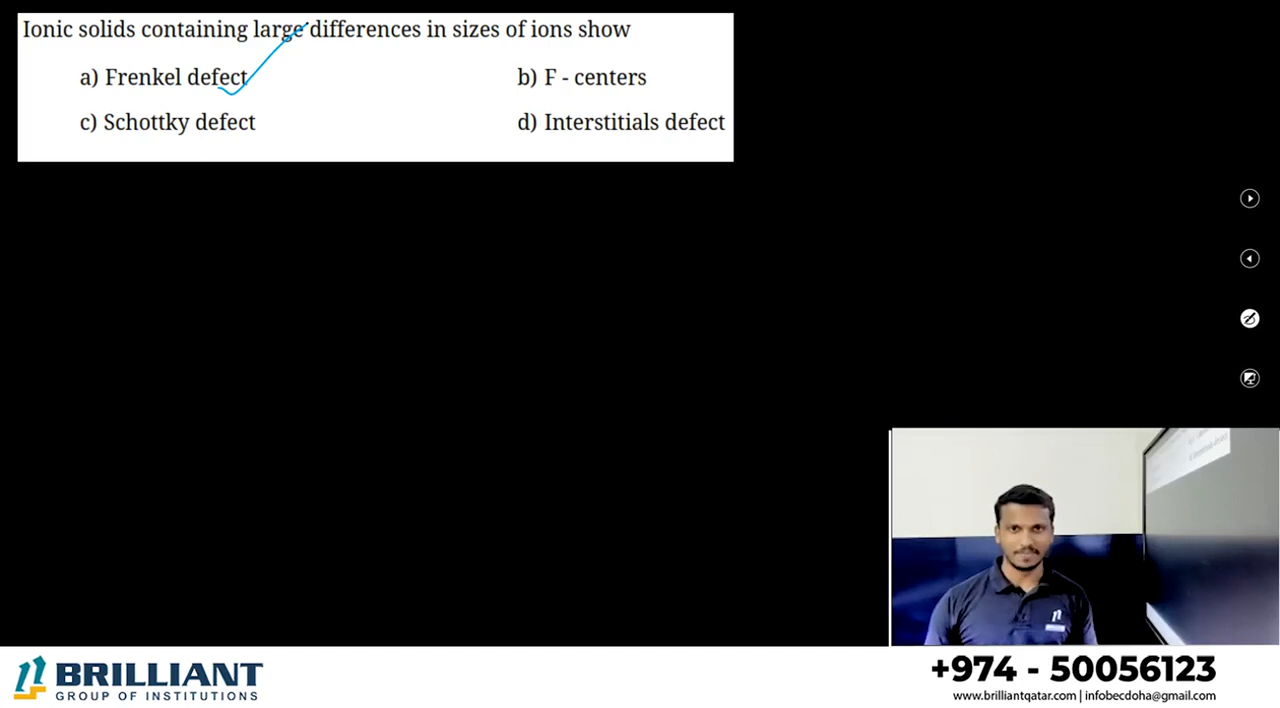 Ionic solids containing large differences in sizes of ions show
a) Frenkel defect b) F - centers
c) Schottky defect d) Interstitials defect
BRILLIANT
GROUP OF INSTITUTIONS
+974 - 50056123
www.brilliantqatar.com | infobecdoha@gmail.com